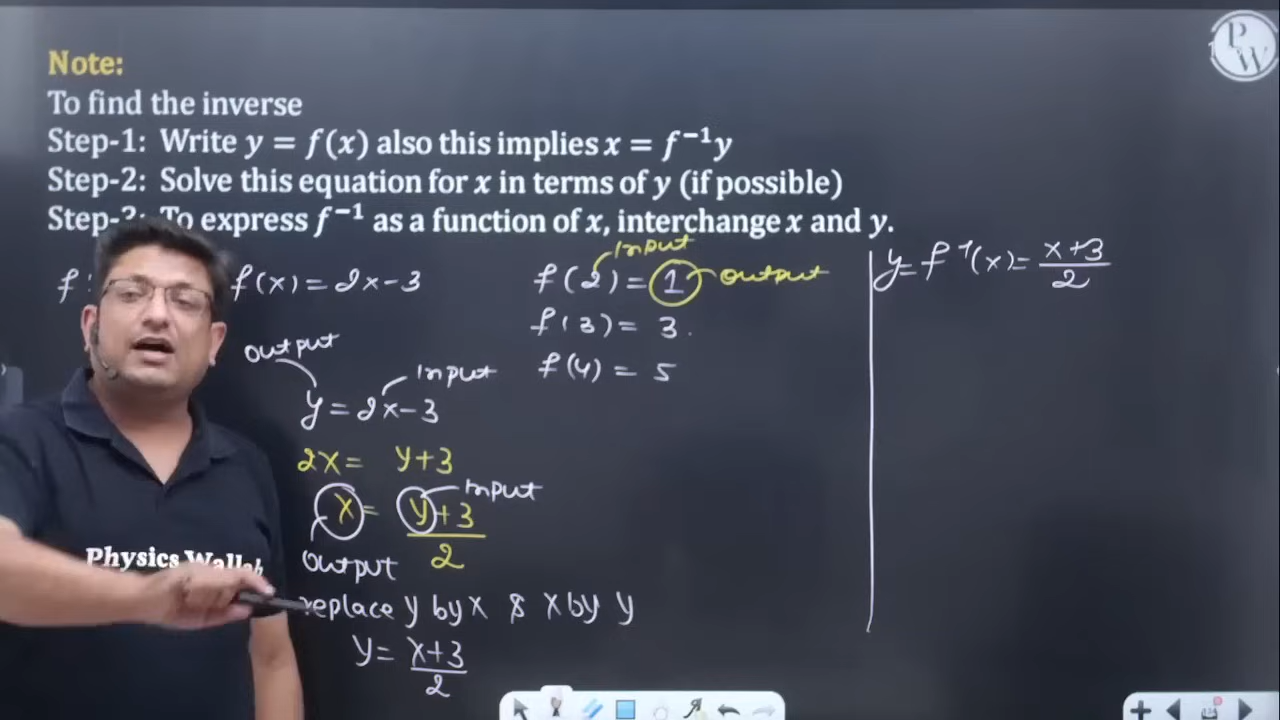 Note:
To find the inverse
Step-1: Write y = f(x) also this implies x = f⁻¹y
Step-2: Solve this equation for x in terms of y (if possible)
To express f⁻¹ as a function of x, interchange x and y.
f
f(x) = 2x-3
Input
f(2) = 1 output
f(3) = 3.
f(4) = 5
output
Input
y = 2x-3
2x = y+3
x = y+3/2
Input
Output
replace y by x & x by y
y = x+3/2
y = f⁻¹(x) = x+3/2
PW
Physics Wallah